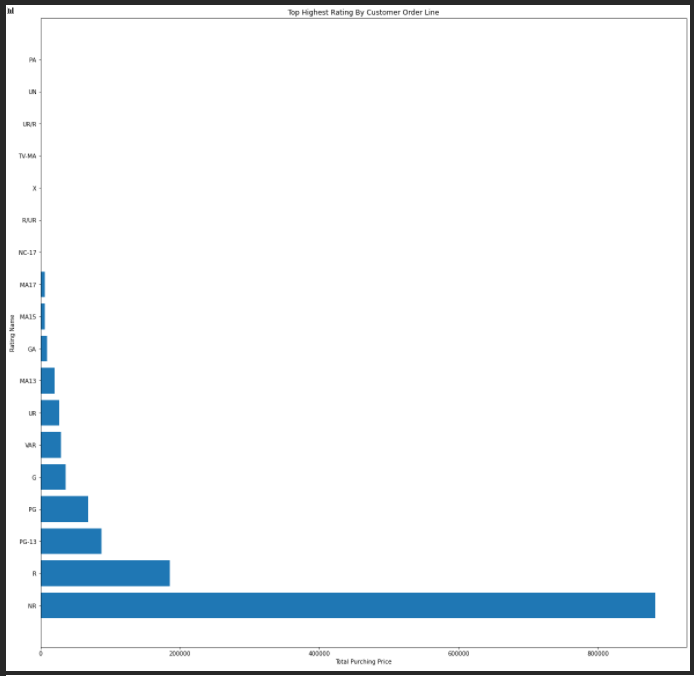 Top Highest Rating By Customer Order Line
PA
UN
UR/R
TV-MA
X
R/UR
NC-17
MA17
MA15
GA
MA13
UR
VAR
G
PG
PG-13
R
NR
Rating Name
0 200000 400000 600000 800000
Total Purching Price